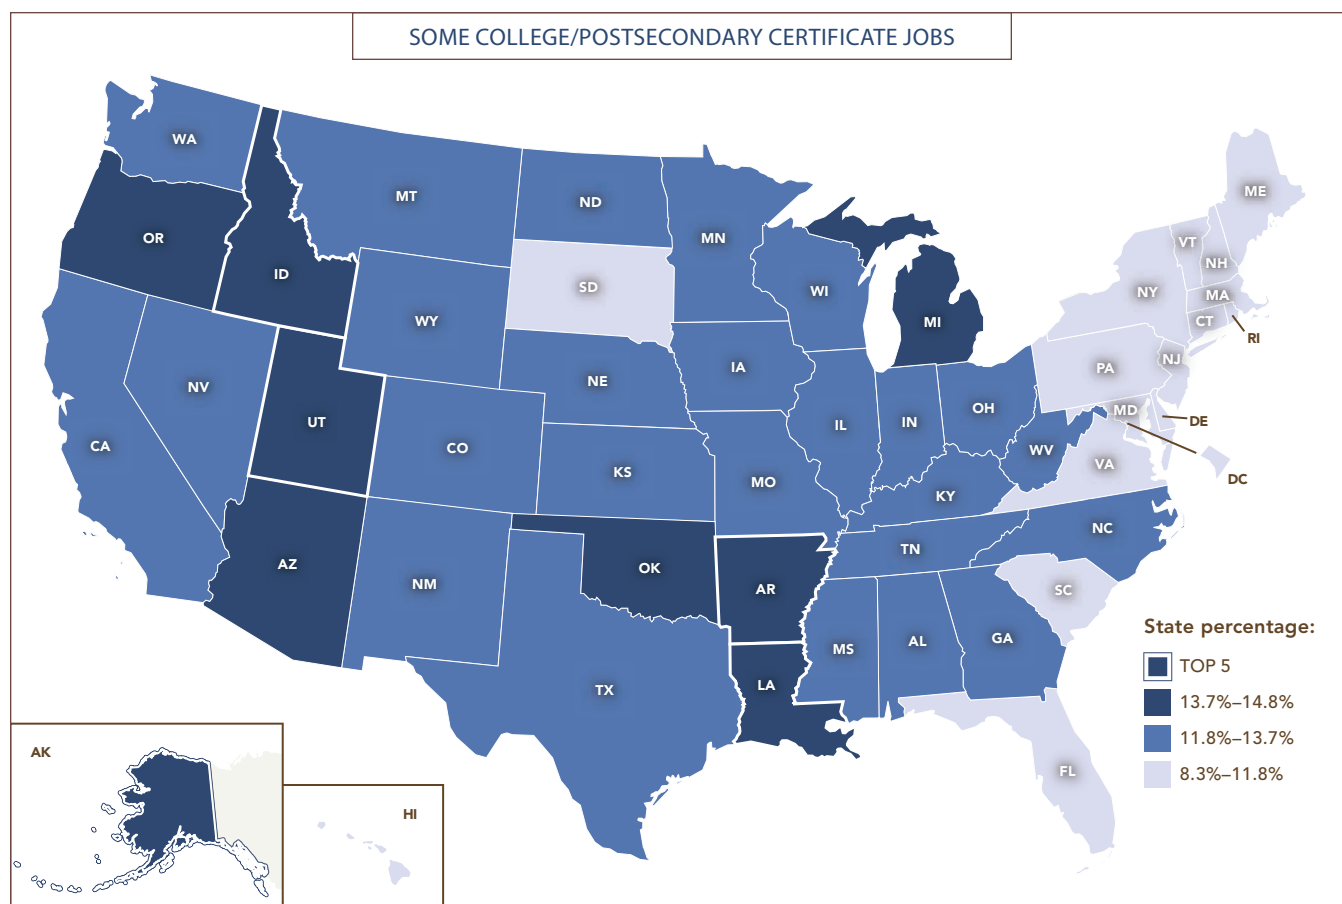 SOME COLLEGE/POSTSECONDARY CERTIFICATE JOBS
WA
MT
ND
MN
ME
OR
ID
SD
WI
VT
NH
NY
MA
WY
MI
CT
RI
NV
NE
IA
PA
NJ
UT
CO
IL
IN
OH
MD
DE
CA
KS
MO
WV
VA
DC
KY
NC
AZ
NM
OK
AR
TN
SC
MS
AL
GA
TX
LA
FL
State percentage:
TOP 5
13.7%–14.8%
11.8%–13.7%
8.3%–11.8%
AK
HI